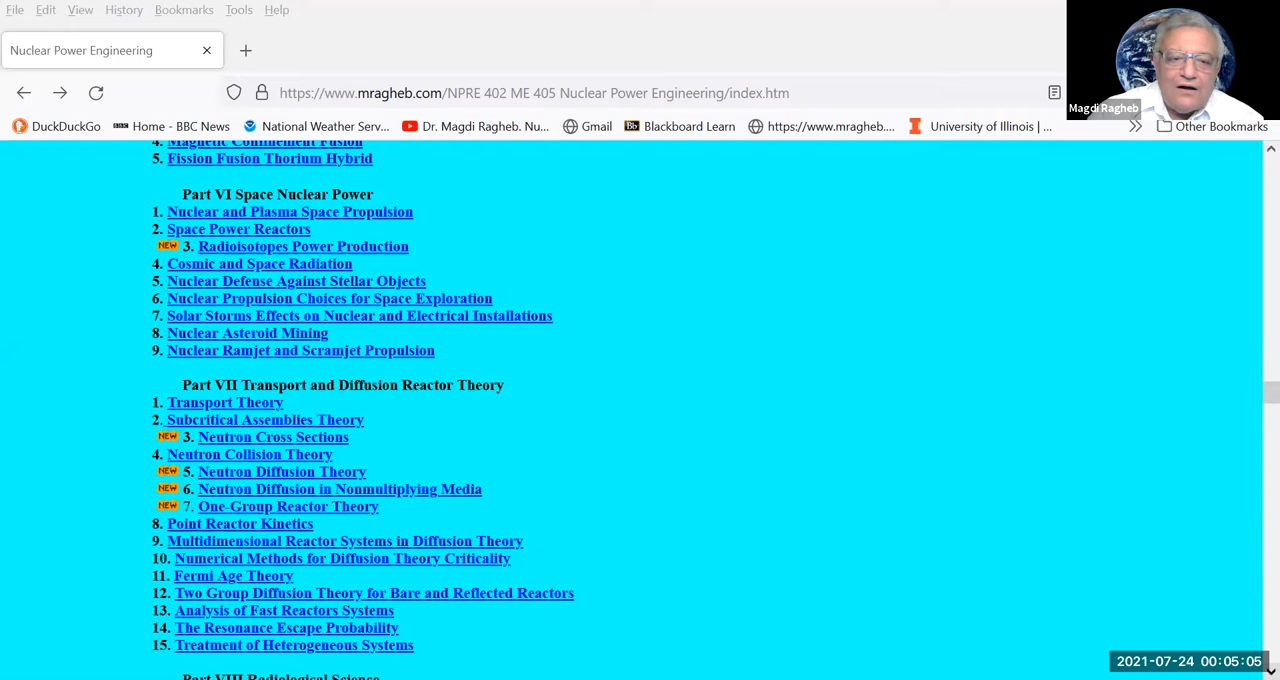 File Edit View History Bookmarks Tools Help
Nuclear Power Engineering
https://www.mragheb.com/NPRE 402 ME 405 Nuclear Power Engineering/index.htm
Magdi Ragheb
DuckDuckGo BBC Home - BBC News National Weather Serv... Dr. Magdi Ragheb. Nu... Gmail Bb Blackboard Learn https://www.mragheb.... I University of Illinois |... Other Bookmarks
4. Magnetic Confinement Fusion
5. Fission Fusion Thorium Hybrid
Part VI Space Nuclear Power
1. Nuclear and Plasma Space Propulsion
2. Space Power Reactors
NEW 3. Radioisotopes Power Production
4. Cosmic and Space Radiation
5. Nuclear Defense Against Stellar Objects
6. Nuclear Propulsion Choices for Space Exploration
7. Solar Storms Effects on Nuclear and Electrical Installations
8. Nuclear Asteroid Mining
9. Nuclear Ramjet and Scramjet Propulsion
Part VII Transport and Diffusion Reactor Theory
1. Transport Theory
2. Subcritical Assemblies Theory
NEW 3. Neutron Cross Sections
4. Neutron Collision Theory
NEW 5. Neutron Diffusion Theory
NEW 6. Neutron Diffusion in Nonmultiplying Media
NEW 7. One-Group Reactor Theory
8. Point Reactor Kinetics
9. Multidimensional Reactor Systems in Diffusion Theory
10. Numerical Methods for Diffusion Theory Criticality
11. Fermi Age Theory
12. Two Group Diffusion Theory for Bare and Reflected Reactors
13. Analysis of Fast Reactors Systems
14. The Resonance Escape Probability
15. Treatment of Heterogeneous Systems
Part VIII Radiological Science
2021-07-24 00:05:05